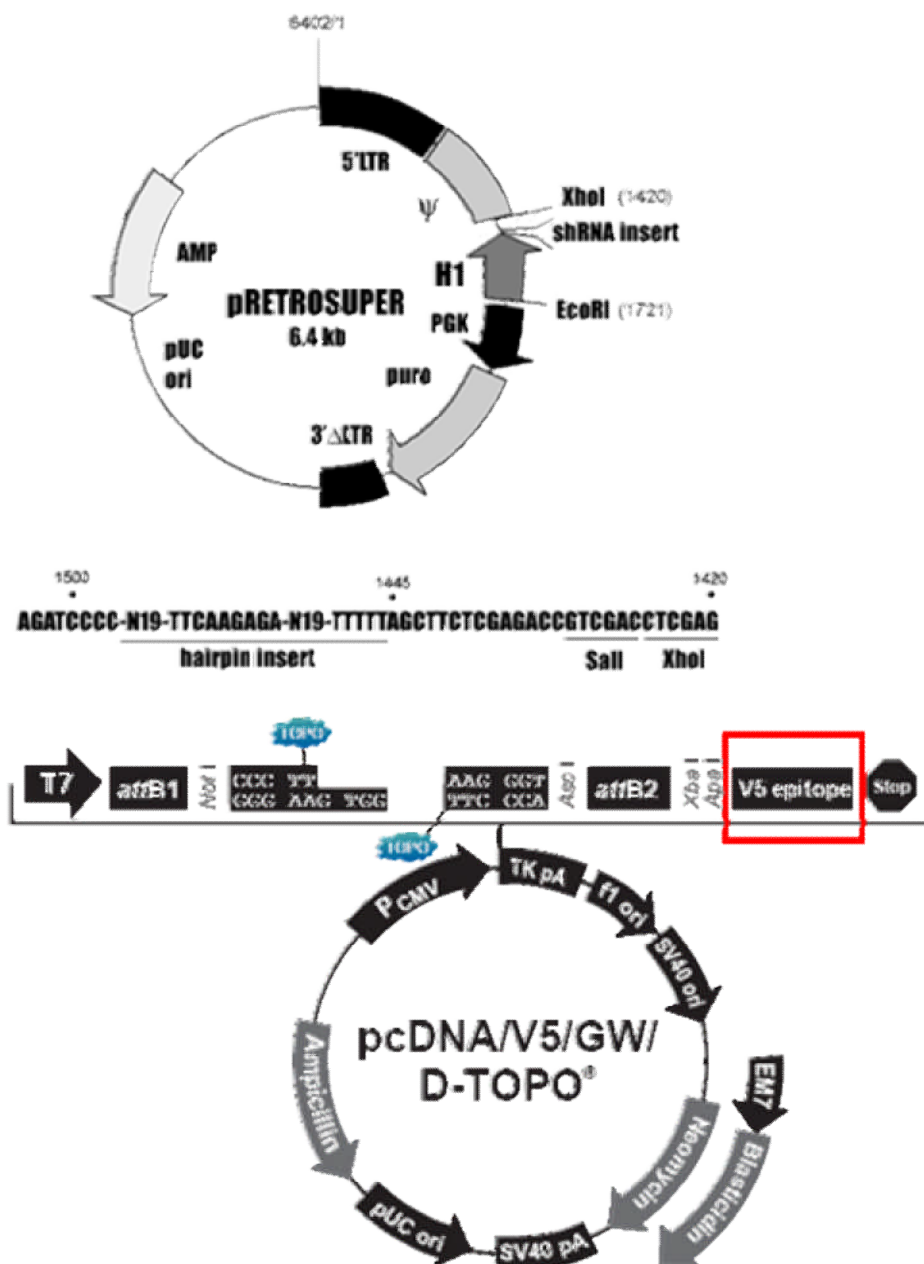 6402/1
5'LTR
ψ
XhoI (1420)
shRNA insert
AMP
H1
pRETROSUPER
6.4 kb
PGK
EcoRI (1721)
pUC
ori
puro
3'ΔLTR
1500
1445
1420
AGATCCCC-N19-TTCAAGAGA-N19-TTTTTAGCTTCTCGAGACCGTCGACCTCGAG
hairpin insert
SalI
XhoI
TOPO
T7
attB1
Not I
CCC TT
GGG AAG TGG
AAG GGT
TTC CCA
Asc I
attB2
Xba I
Apa I
V5 epitope
Stop
TOPO
PCMV
TK pA
f1 ori
SV40 ori
pcDNA/V5/GW/
D-TOPO®
Ampicillin
EM7
Neomycin
Blasticidin
pUC ori
SV40 pA